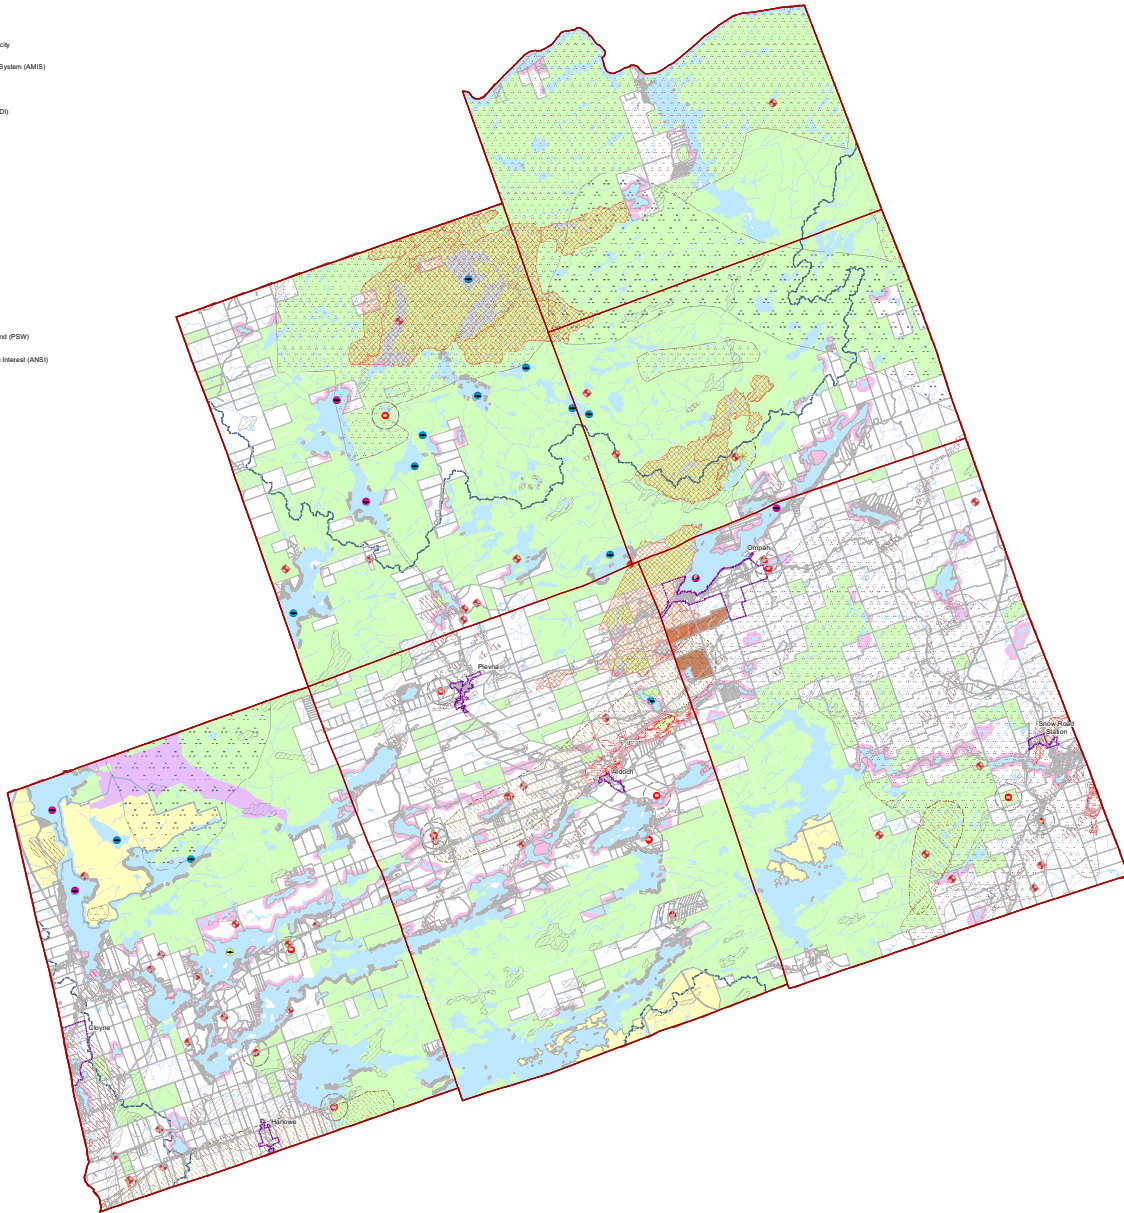 city
System (AMIS)
DI)
nd (PSW)
c Interest (ANSI)
Ompah
Plevna
Snow Road
Station
Ardoch
Cloyne
Harlowe